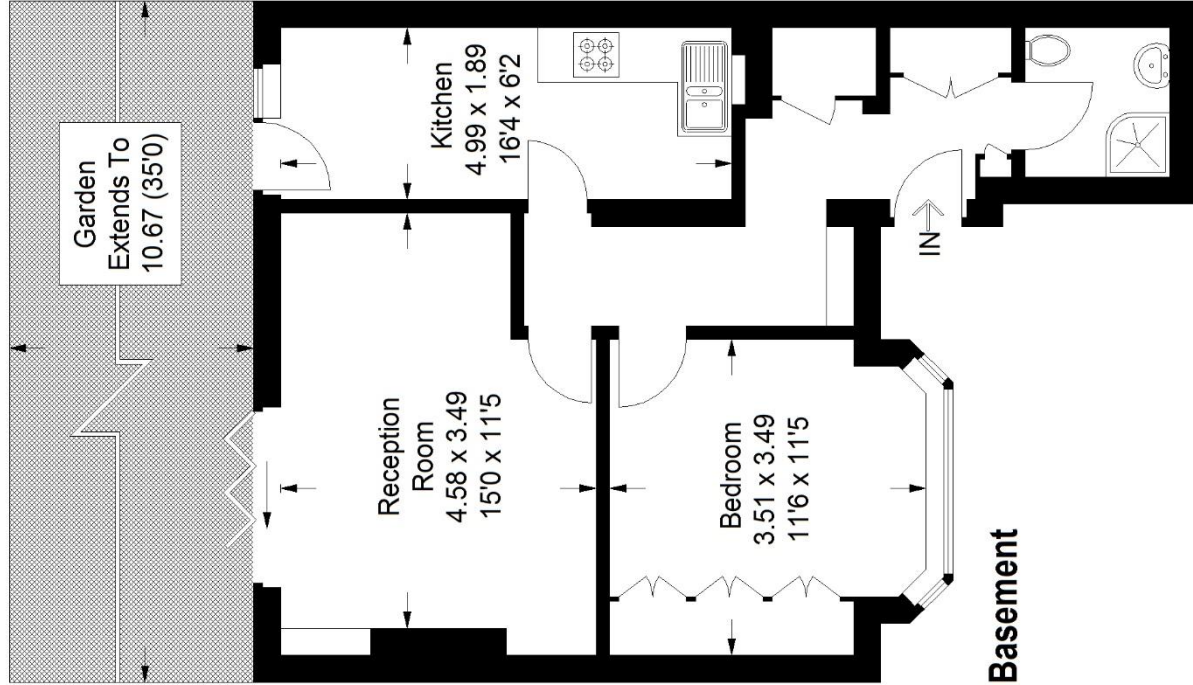 Garden
Extends To
10.67 (35'0)
Kitchen
4.99 x 1.89
16'4 x 6'2
Reception
Room
4.58 x 3.49
15'0 x 11'5
Bedroom
3.51 x 3.49
11'6 x 11'5
IN
Basement